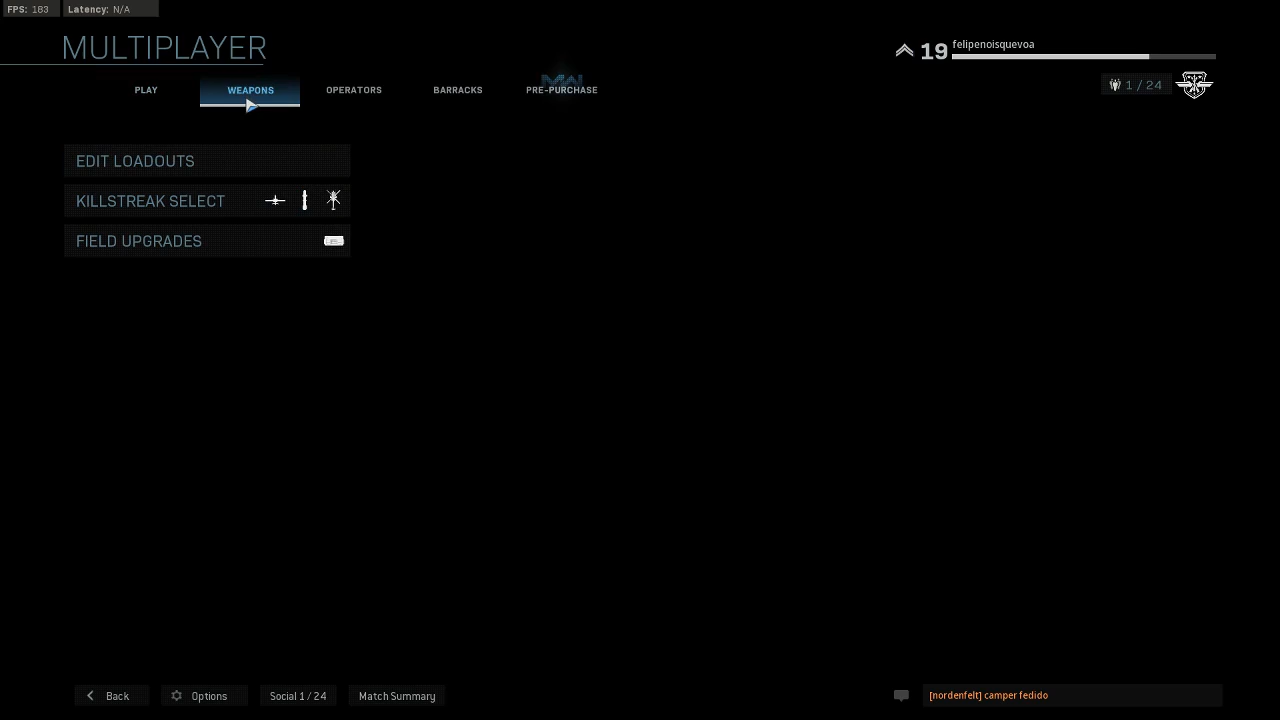 FPS: 183 Latency: N/A
MULTIPLAYER
19 felipenoisquevoa
PLAY WEAPONS OPERATORS BARRACKS PRE-PURCHASE
1 / 24
EDIT LOADOUTS
KILLSTREAK SELECT
FIELD UPGRADES
Back Options Social 1 / 24 Match Summary
[nordenfelt] camper fedido